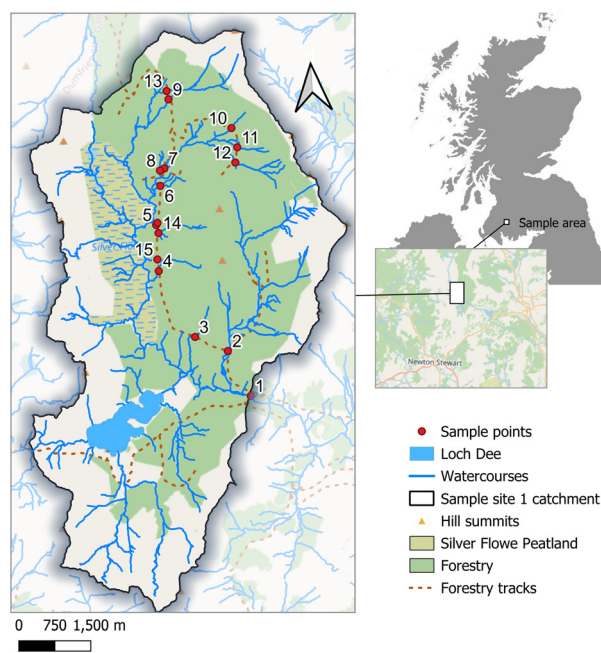 13
9
10
11
12
8 7
6
5
14
15
4
3
2
1
Sample area
Newton Stewart
Sample points
Loch Dee
Watercourses
Sample site 1 catchment
Hill summits
Silver Flowe Peatland
Forestry
Forestry tracks
0 750 1,500 m